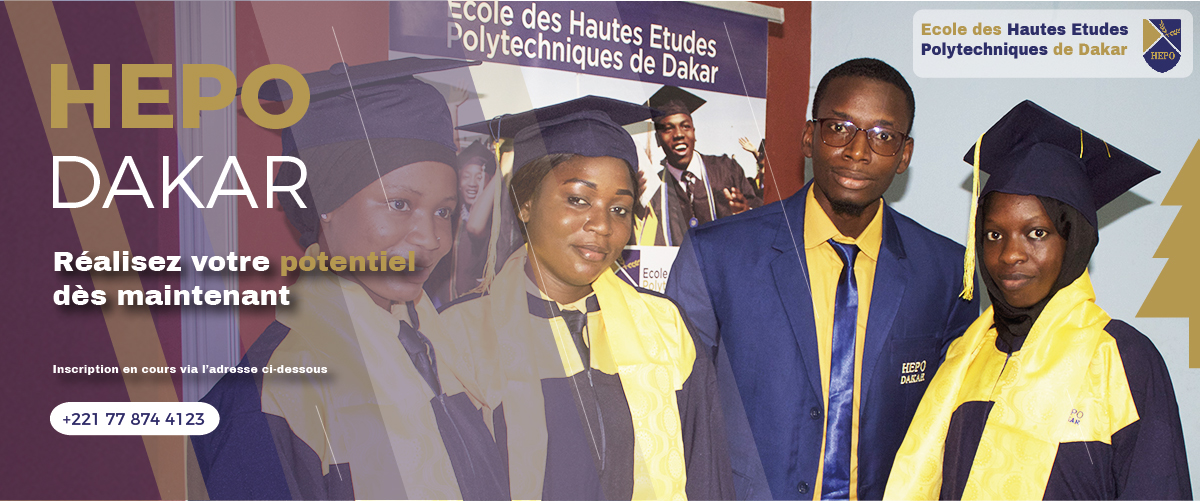 HEPO
DAKAR
Réalisez votre potentiel
dès maintenant
Inscription en cours via l'adresse ci-dessous
+221 77 874 4123
Ecole des Hautes Etudes
Polytechniques de Dakar
Ecole
HEPO
DAKAR
Ecole des Hautes Etudes
Polytechniques de Dakar
HEPO